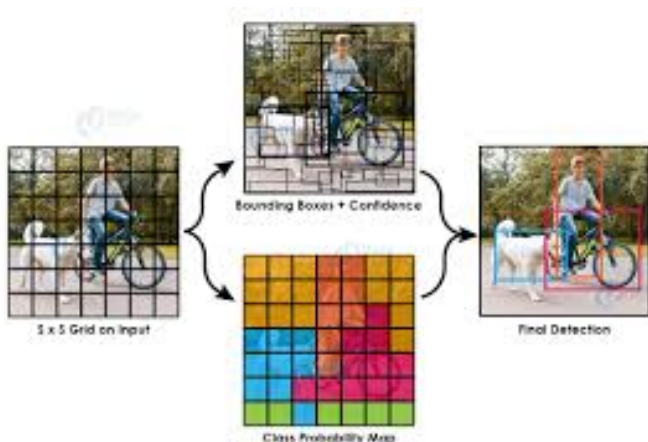 Bounding Boxes + Confidence
S x S Grid on Input
Final Detection
Class Probability Map